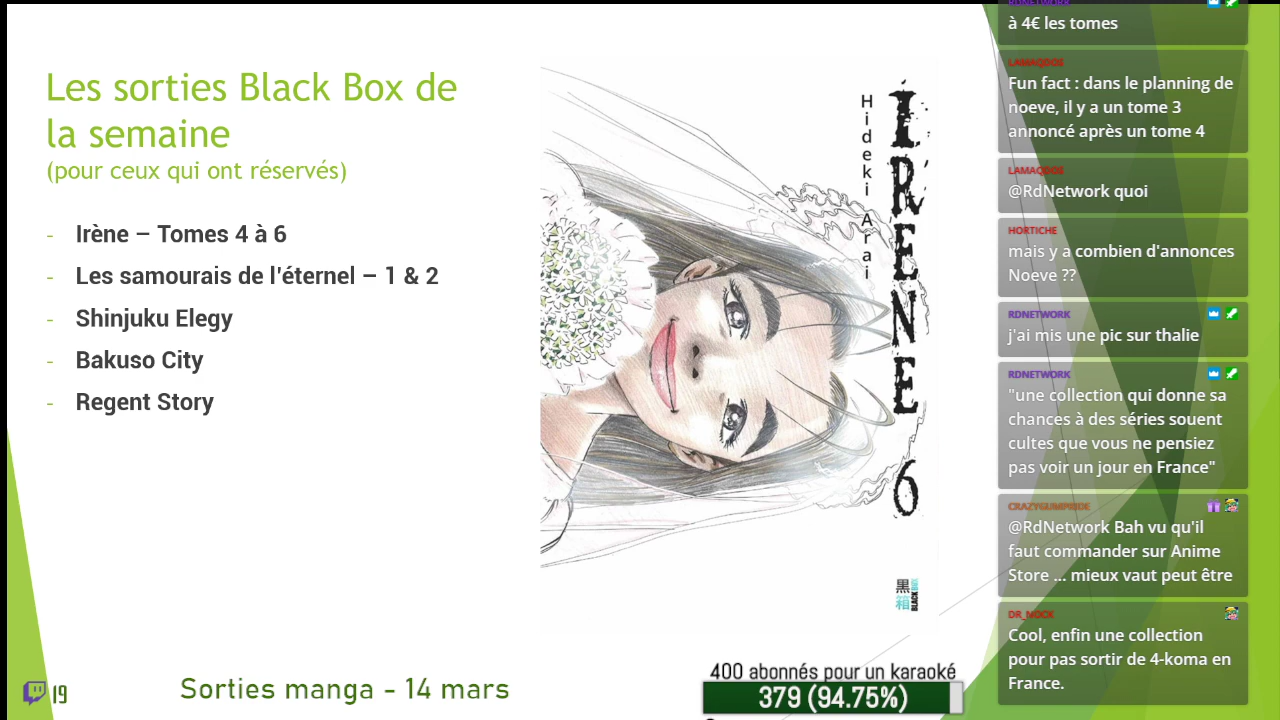 Les sorties Black Box de
la semaine
(pour ceux qui ont réservés)
- Irène – Tomes 4 à 6
- Les samouraïs de l'éternel – 1 & 2
- Shinjuku Elegy
- Bakuso City
- Regent Story
Hideki Arai
IRENE
6
黒箱
BLACKBOX
19
Sorties manga - 14 mars
400 abonnés pour un karaoké
379 (94.75%)
RDNETWORK
à 4€ les tomes
LAMAQDOS
Fun fact : dans le planning de
noeve, il y a un tome 3
annoncé après un tome 4
LAMAQDOS
@RdNetwork quoi
HORTICHE
mais y a combien d'annonces
Noeve ??
RDNETWORK
j'ai mis une pic sur thalie
RDNETWORK
"une collection qui donne sa
chances à des séries souent
cultes que vous ne pensiez
pas voir un jour en France"
CRAZYGUMPRIDE
@RdNetwork Bah vu qu'il
faut commander sur Anime
Store ... mieux vaut peut être
DR_NOCK
Cool, enfin une collection
pour pas sortir de 4-koma en
France.